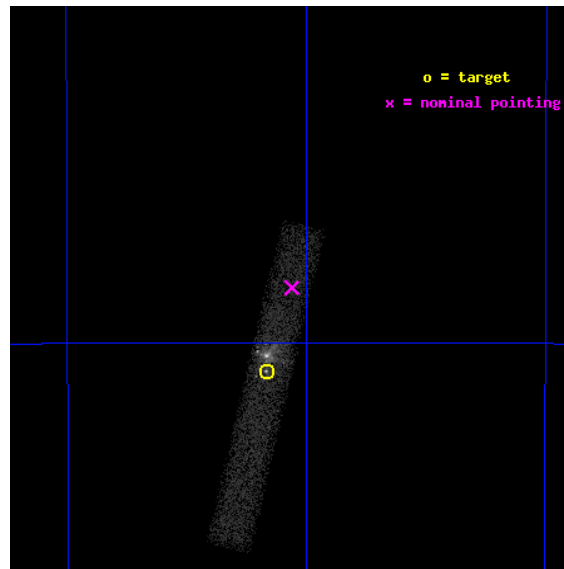 o = target
x = nominal pointing